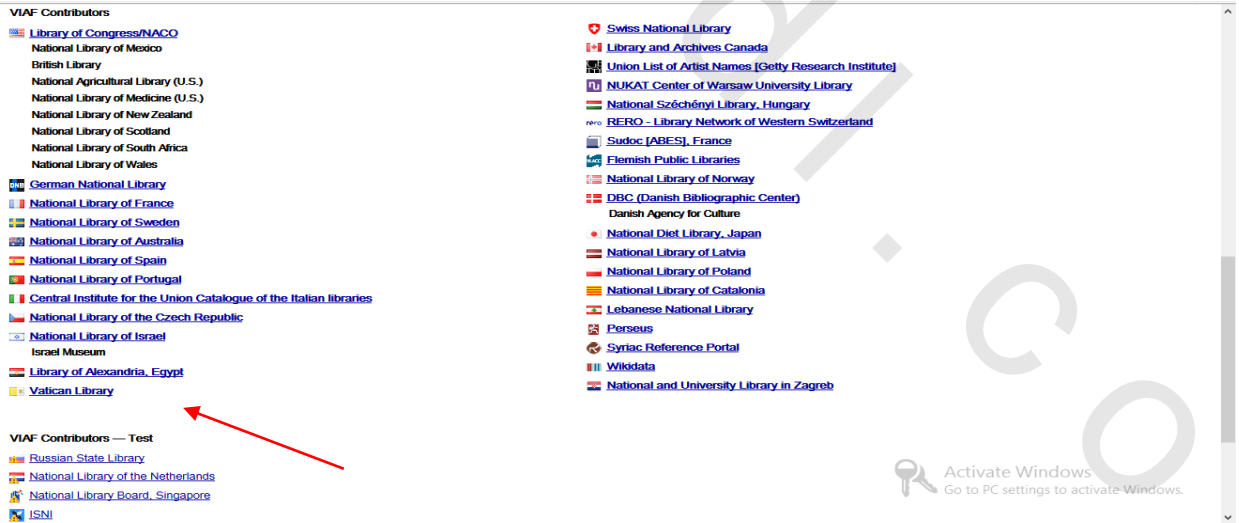 VIAF Contributors
Library of Congress/NACO
National Library of Mexico
British Library
National Agricultural Library (U.S.)
National Library of Medicine (U.S.)
National Library of New Zealand
National Library of Scotland
National Library of South Africa
National Library of Wales
DNB German National Library
National Library of France
National Library of Sweden
National Library of Australia
National Library of Spain
National Library of Portugal
Central Institute for the Union Catalogue of the Italian libraries
National Library of the Czech Republic
National Library of Israel
Israel Museum
Library of Alexandria, Egypt
Vatican Library
VIAF Contributors — Test
Russian State Library
National Library of the Netherlands
National Library Board, Singapore
ISNI
Swiss National Library
Library and Archives Canada
Union List of Artist Names [Getty Research Institute]
NUKAT Center of Warsaw University Library
National Széchényi Library, Hungary
rero RERO - Library Network of Western Switzerland
Sudoc [ABES], France
Flemish Public Libraries
National Library of Norway
DBC (Danish Bibliographic Center)
Danish Agency for Culture
National Diet Library, Japan
National Library of Latvia
National Library of Poland
National Library of Catalonia
Lebanese National Library
Perseus
Syriac Reference Portal
Wikidata
National and University Library in Zagreb
Activate Windows
Go to PC settings to activate Windows.